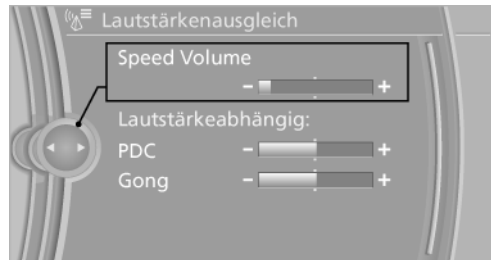 Lautstärkenausgleich
Speed Volume
- +
Lautstärkeabhängig:
PDC - +
Gong - +